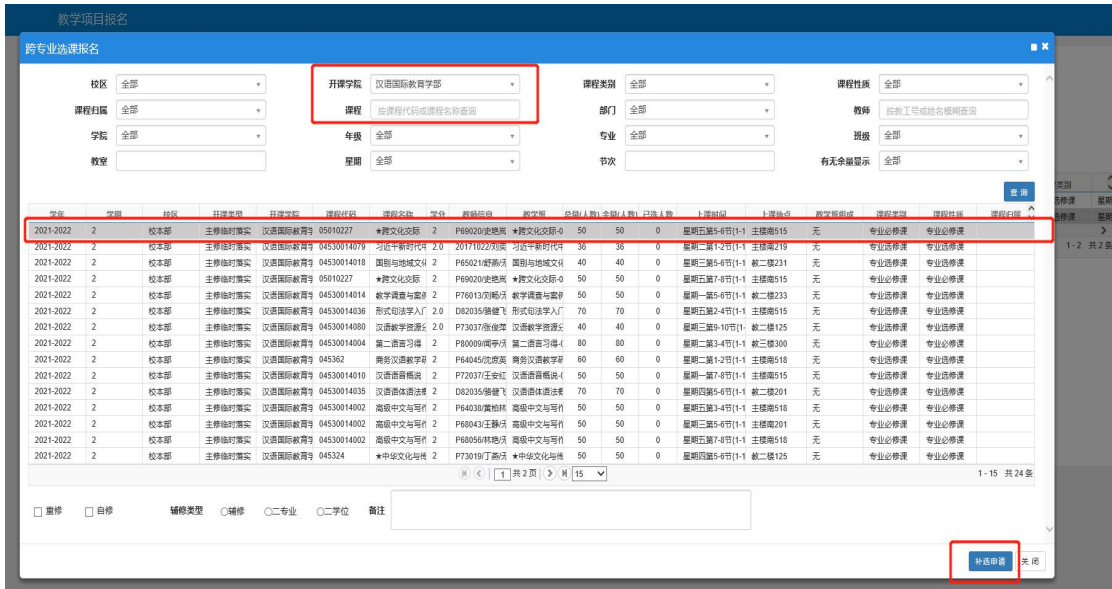 教学项目报名
跨专业选课报名
校区 全部 开课学院 汉语国际教育学部 课程类别 全部 课程性质 全部
课程归属 全部 课程 按课程代码或课程名称查询 部门 全部 教师 按教工号或姓名模糊查询
学院 全部 年级 全部 专业 全部 班级 全部
教室 星期 全部 节次 有无余量显示 全部
查 询
学年 学期 校区 开课类型 开课学院 课程代码 课程名称 学分 教师信息 教学班 总量(人数) 余量(人数) 已选人数 上课时间 上课地点 教学班组成 课程类别 课程性质 课程归属
2021-2022 2 校本部 主修临时落实 汉语国际教育学 05010227 ★跨文化交际 2 P69020/史艳岚 ★跨文化交际-0 50 50 0 星期三第5-6节(1-1 主楼南515 无 专业必修课 专业必修课
2021-2022 2 校本部 主修临时落实 汉语国际教育学 04530014079 习近平新时代中 2.0 20171022/刘奕 习近平新时代中 36 36 0 星期二第1-2节(1-1 主楼南219 无 专业选修课 专业选修课
2021-2022 2 校本部 主修临时落实 汉语国际教育学 04530014018 国别与地域文化 2 P65021/舒燕/无 国别与地域文化 40 40 0 星期三第5-6节(1-1 教二楼231 无 专业选修课 专业选修课
2021-2022 2 校本部 主修临时落实 汉语国际教育学 05010227 ★跨文化交际 2 P69020/史艳岚 ★跨文化交际-0 50 50 0 星期五第7-8节(1-1 主楼南515 无 专业必修课 专业必修课
2021-2022 2 校本部 主修临时落实 汉语国际教育学 04530014014 教学调查与案例 2 P76013/刘畅/无 教学调查与案例 50 50 0 星期一第5-6节(1-1 教二楼233 无 专业选修课 专业选修课
2021-2022 2 校本部 主修临时落实 汉语国际教育学 04530014036 形式句法学入门 2.0 D82035/骆健飞 形式句法学入门 70 70 0 星期五第2-4节(1-1 主楼南515 无 专业选修课 专业选修课
2021-2022 2 校本部 主修临时落实 汉语国际教育学 04530014080 汉语教学资源分 2.0 P73037/张俊萍 汉语教学资源分 40 40 0 星期三第9-10节(1- 教二楼125 无 专业选修课 专业选修课
2021-2022 2 校本部 主修临时落实 汉语国际教育学 04530014004 第二语言习得 2 P80009/闻亭/无 第二语言习得-( 80 80 0 星期二第3-4节(1-1 教三楼300 无 专业必修课 专业必修课
2021-2022 2 校本部 主修临时落实 汉语国际教育学 045362 商务汉语教学研 2 P64045/沈庶英 商务汉语教学研 60 60 0 星期二第1-2节(1-1 主楼南518 无 专业选修课 专业选修课
2021-2022 2 校本部 主修临时落实 汉语国际教育学 04530014010 汉语语音概说 2 P72037/王安红 汉语语音概说-( 50 50 0 星期一第7-8节(1-1 主楼南515 无 专业选修课 专业选修课
2021-2022 2 校本部 主修临时落实 汉语国际教育学 04530014035 汉语语体语法概 2 D82035/骆健飞 汉语语体语法概 70 70 0 星期四第5-6节(1-1 教二楼201 无 专业选修课 专业选修课
2021-2022 2 校本部 主修临时落实 汉语国际教育学 04530014002 高级中文与写作 2 P64038/黄柏林 高级中文与写作 50 50 0 星期五第3-4节(1-1 主楼南518 无 专业必修课 专业必修课
2021-2022 2 校本部 主修临时落实 汉语国际教育学 04530014002 高级中文与写作 2 P68043/王静/无 高级中文与写作 50 50 0 星期三第5-6节(1-1 主楼南201 无 专业必修课 专业必修课
2021-2022 2 校本部 主修临时落实 汉语国际教育学 04530014002 高级中文与写作 2 P68056/林艳/无 高级中文与写作 50 50 0 星期五第7-8节(1-1 主楼南518 无 专业必修课 专业必修课
2021-2022 2 校本部 主修临时落实 汉语国际教育学 045324 ★中华文化与传 2 P73019/丁燕/无 ★中华文化与传 50 50 0 星期四第5-6节(1-1 教二楼125 无 专业必修课 专业必修课
1 共 2 页 15 1 - 15 共 24 条
重修 自修 辅修类型 辅修 二专业 二学位 备注
补选申请 关 闭
类别
选修课 星期
选修课 星期
1 - 2 共 2 条